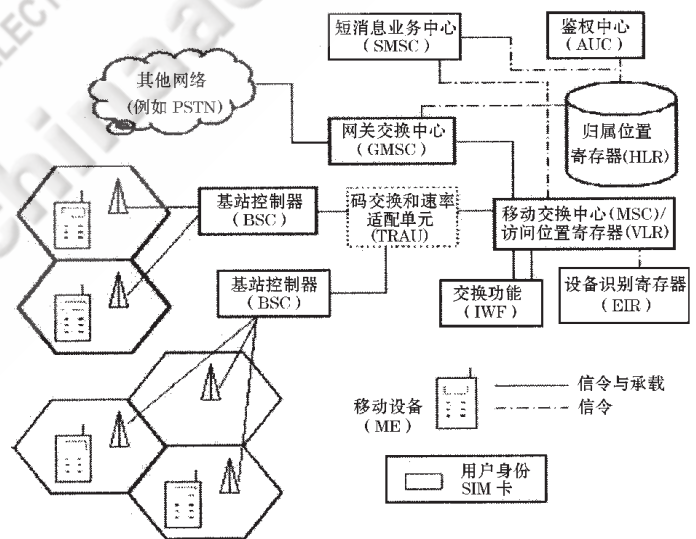 短消息业务中心
(SMSC)
鉴权中心
(AUC)
其他网络
(例如 PSTN)
网关交换中心
(GMSC)
归属位置
寄存器(HLR)
基站控制器
(BSC)
码交换和速率
适配单元
(TRAU)
移动交换中心(MSC)/
访问位置寄存器(VLR)
基站控制器
(BSC)
交换功能
(IWF)
设备识别寄存器
(EIR)
移动设备
(ME)
信令与承载
信令
用户身份
SIM 卡